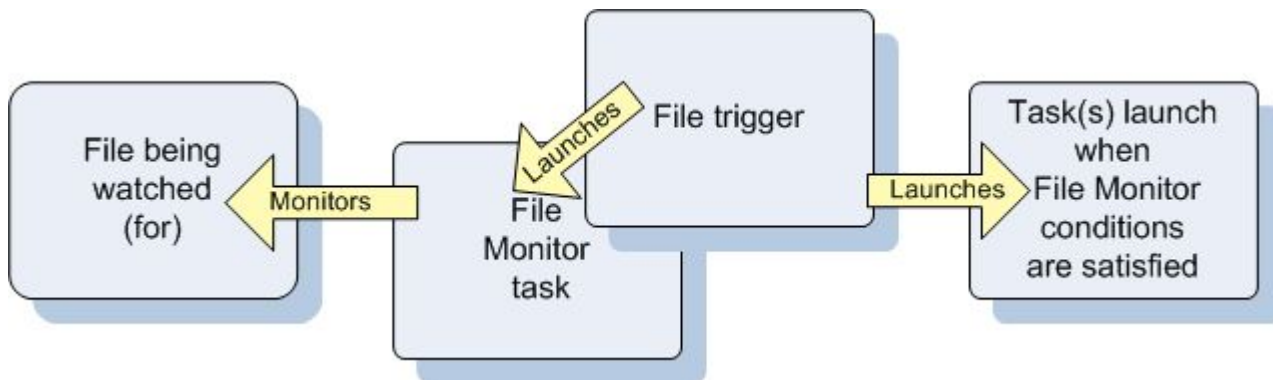 File being
watched
(for)
Monitors
File
Monitor
task
Launches
File trigger
Launches
Task(s) launch
when
File Monitor
conditions
are satisfied